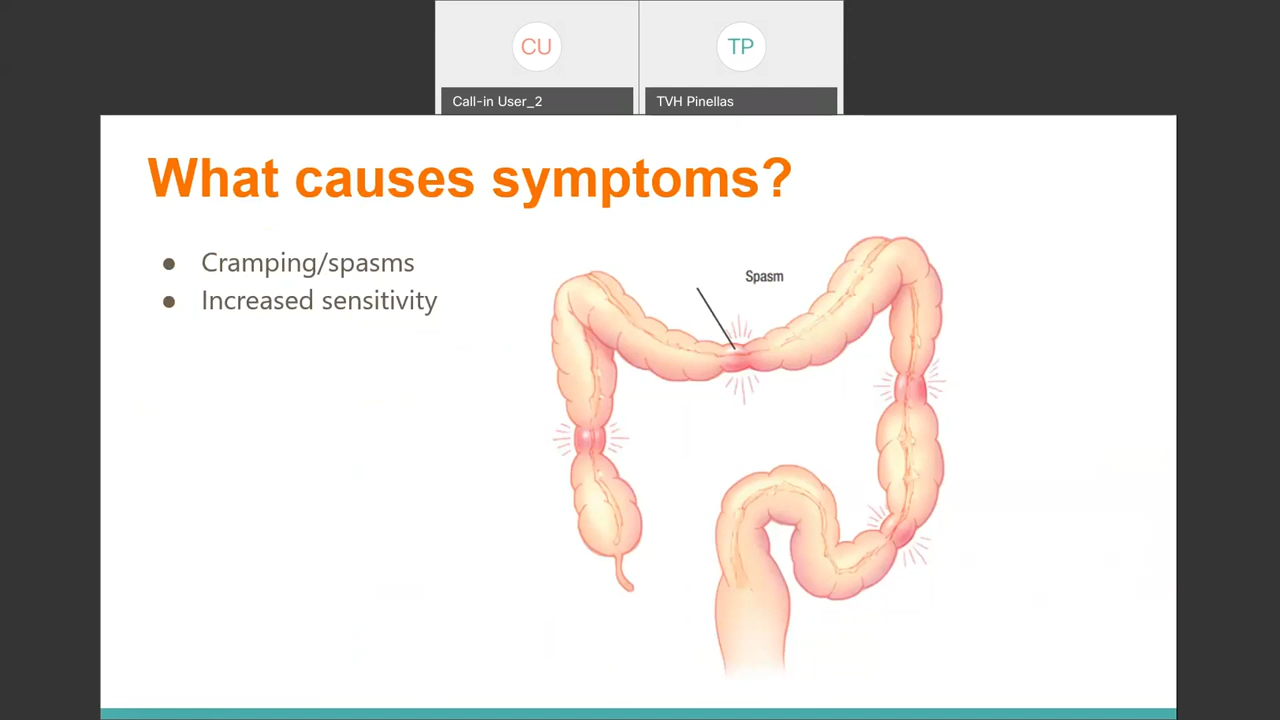 CU
TP
Call-in User_2
TVH Pinellas
What causes symptoms?
● Cramping/spasms
● Increased sensitivity
Spasm